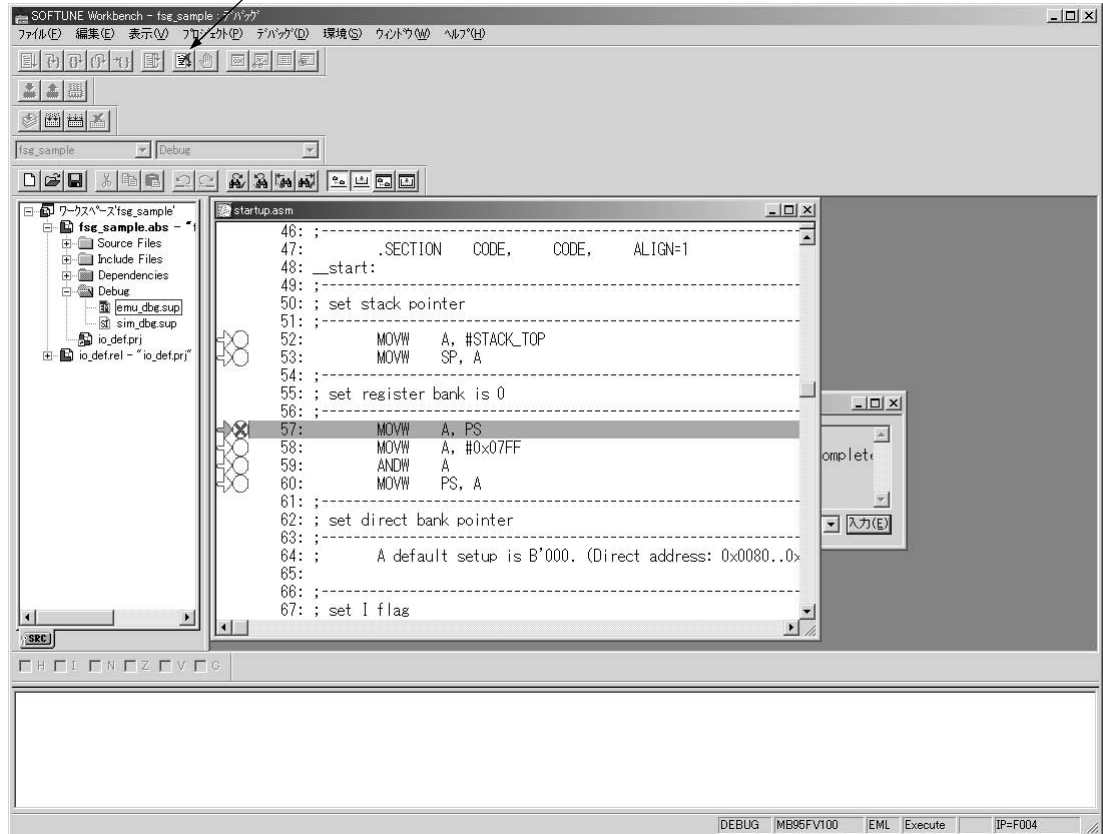 SOFTUNE Workbench - fsg_sample : デバッグ
ファイル(F) 編集(E) 表示(V) プロジェクト(P) デバッグ(D) 環境(S) ウィンドウ(W) ヘルプ(H)
fsg_sample Debug
ワークスペース'fsg_sample'
fsg_sample.abs - "f
Source Files
Include Files
Dependencies
Debug
emu_dbg.sup
sim_dbg.sup
io_def.prj
io_def.rel - "io_def.prj"
SRC
startup.asm
46: ;------------------------------------------------------------
47: .SECTION CODE, CODE, ALIGN=1
48: __start:
49: ;------------------------------------------------------------
50: ; set stack pointer
51: ;------------------------------------------------------------
52: MOVW A, #STACK_TOP
53: MOVW SP, A
54: ;------------------------------------------------------------
55: ; set register bank is 0
56: ;------------------------------------------------------------
57: MOVW A, PS
58: MOVW A, #0x07FF
59: ANDW A
60: MOVW PS, A
61: ;------------------------------------------------------------
62: ; set direct bank pointer
63: ;------------------------------------------------------------
64: ; A default setup is B'000. (Direct address: 0x0080..0x
65:
66: ;------------------------------------------------------------
67: ; set I flag
omplete
入力(E)
H I N Z V C
DEBUG MB95FV100 EML Execute IP=F004